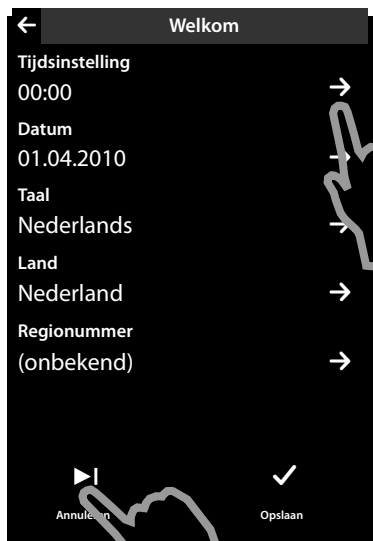 Welkom
Tijdsinstelling
00:00
Datum
01.04.2010
Taal
Nederlands
Land
Nederland
Regionummer
(onbekend)
Annuleren Opslaan